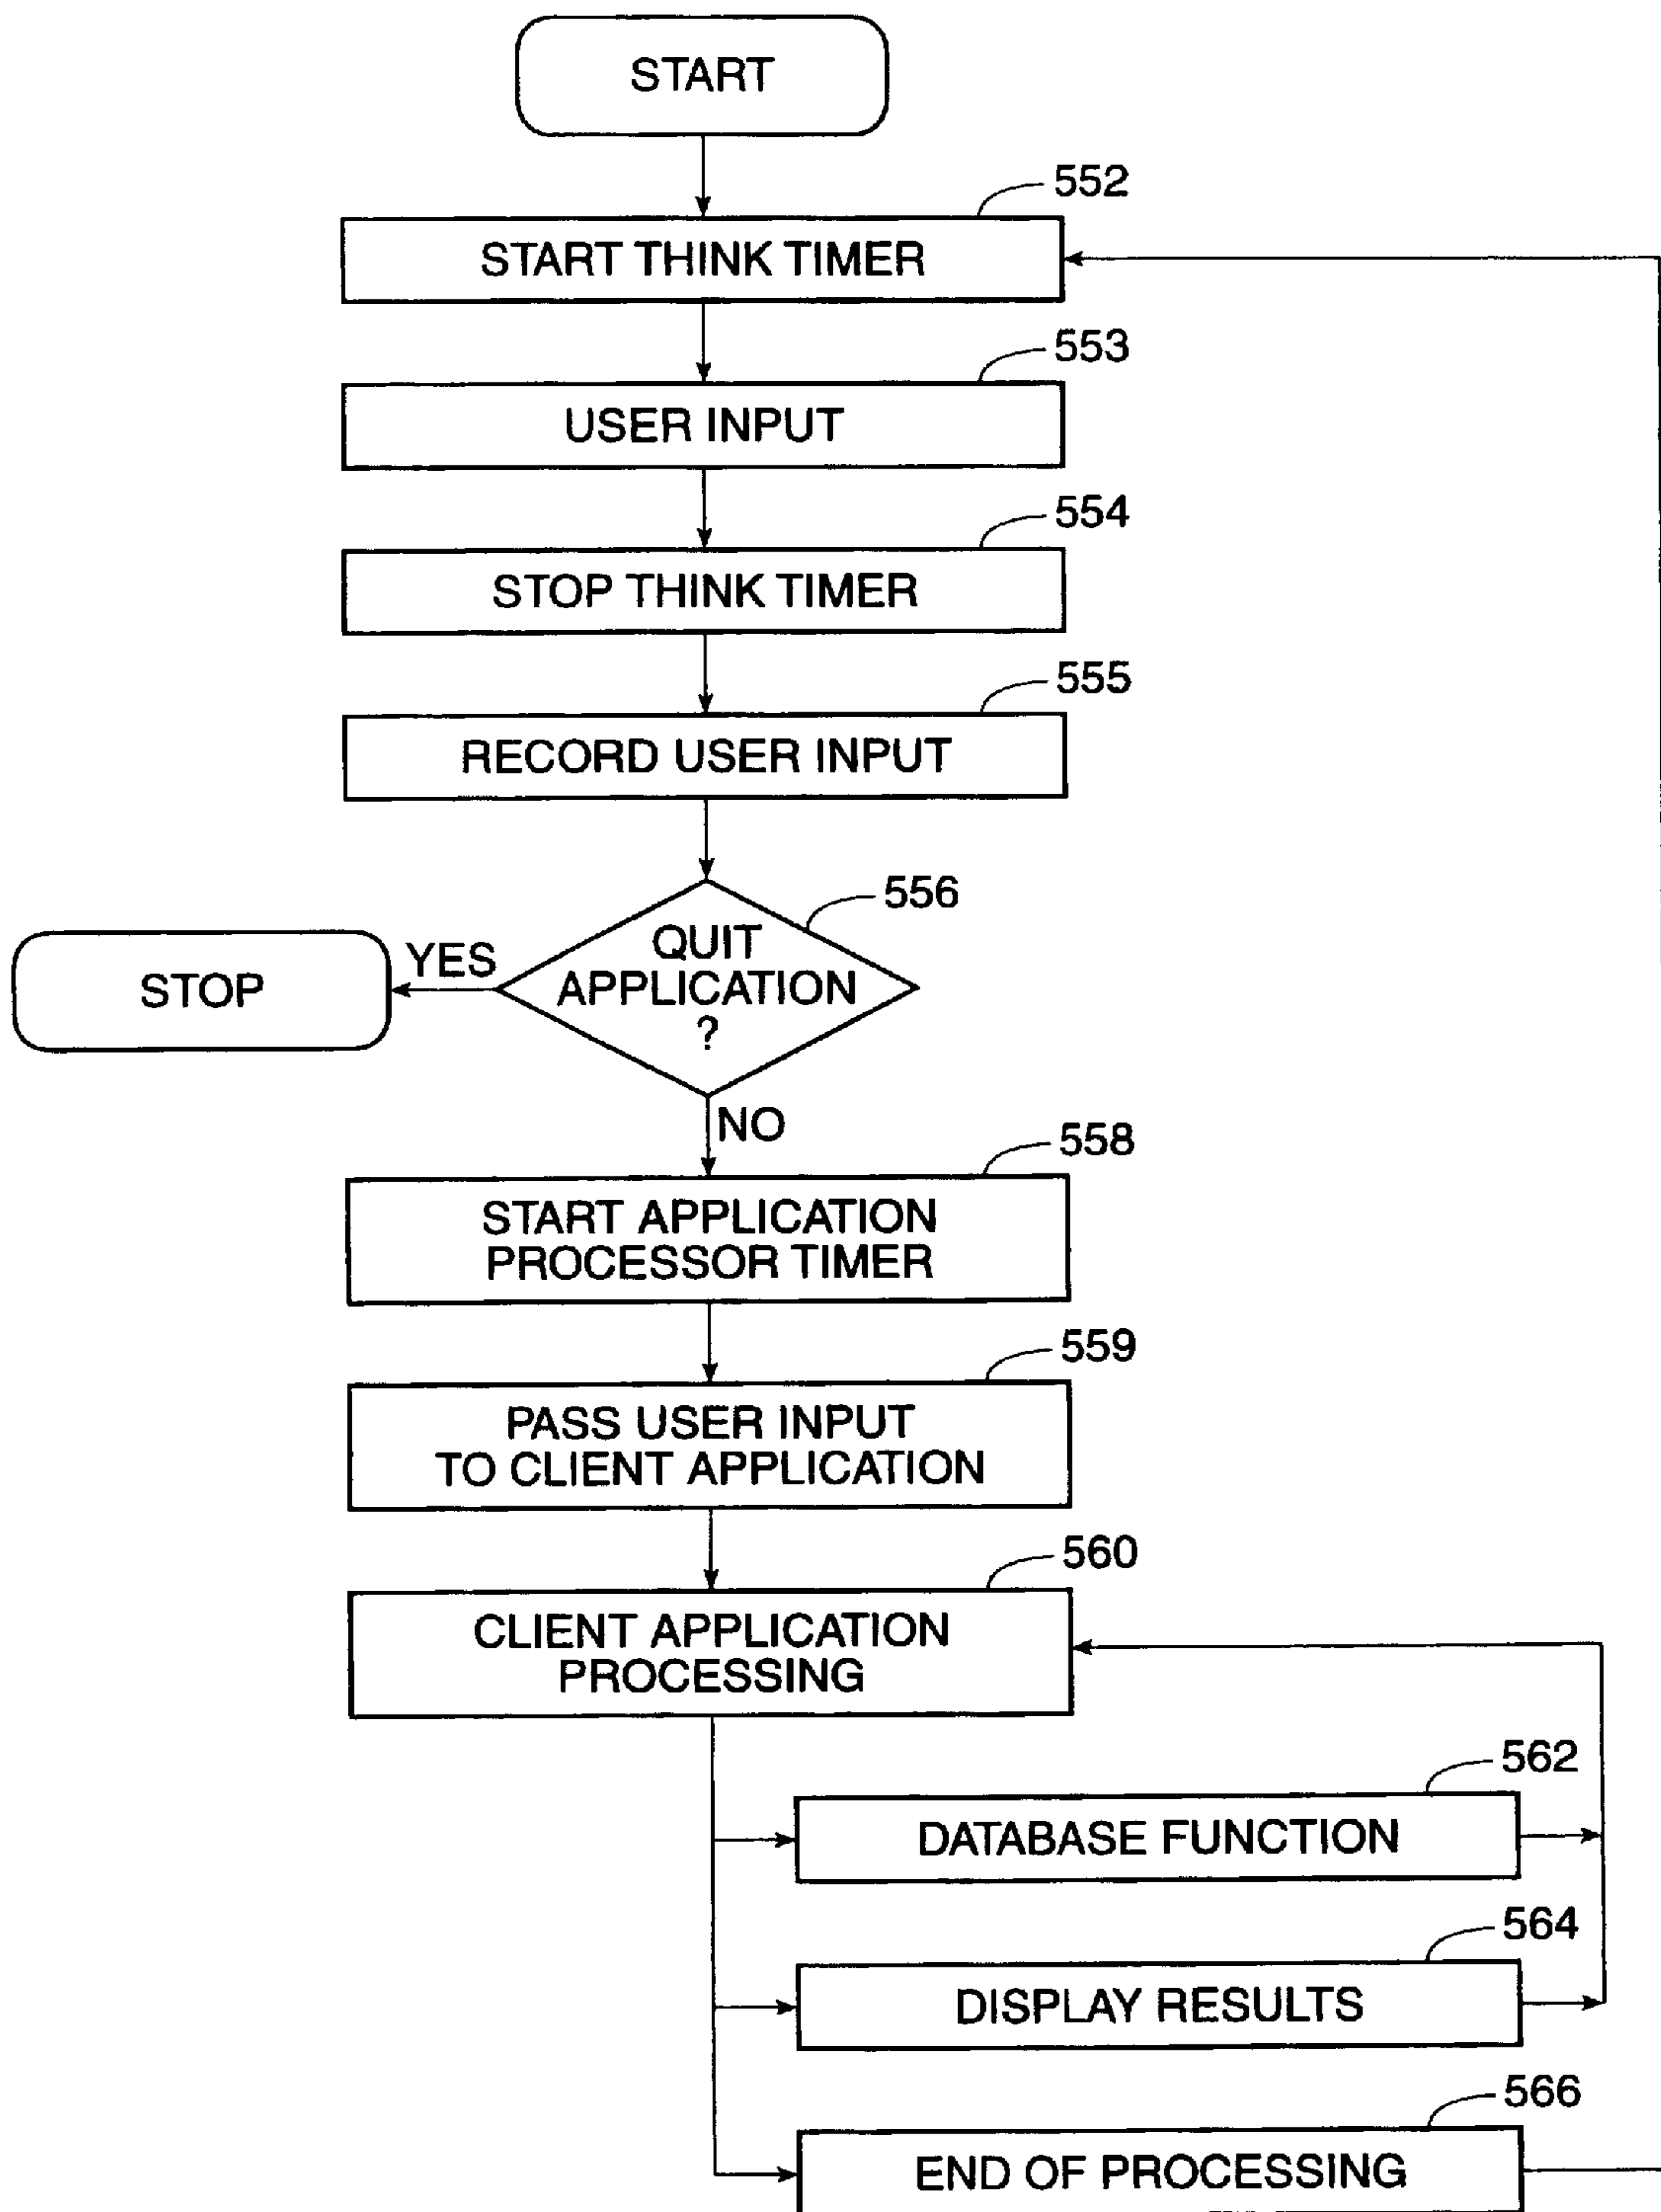 START
552
START THINK TIMER
553
USER INPUT
554
STOP THINK TIMER
555
RECORD USER INPUT
556
QUIT
APPLICATION
?
YES
STOP
NO
558
START APPLICATION
PROCESSOR TIMER
559
PASS USER INPUT
TO CLIENT APPLICATION
560
CLIENT APPLICATION
PROCESSING
562
DATABASE FUNCTION
564
DISPLAY RESULTS
566
END OF PROCESSING